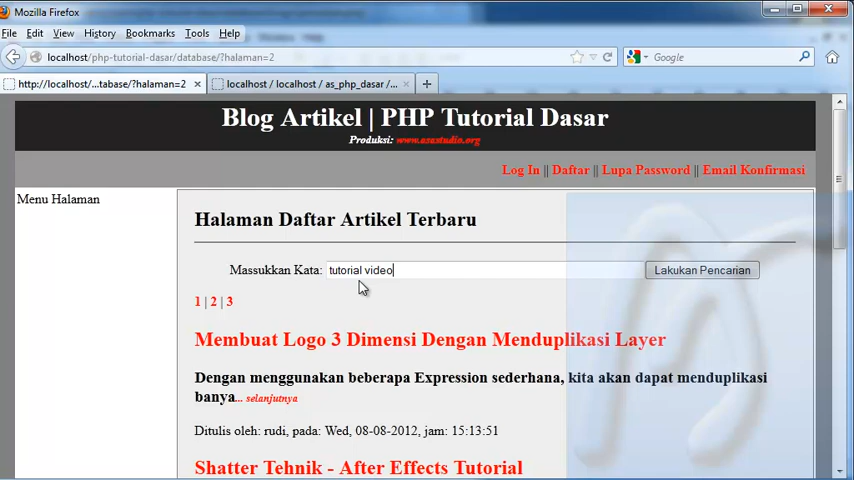 Mozilla Firefox
File Edit View History Bookmarks Tools Help
localhost/php-tutorial-dasar/database/?halaman=2
Google
http://localhost/...tabase/?halaman=2
localhost / localhost / as_php_dasar /...
Blog Artikel | PHP Tutorial Dasar
Produksi: www.asastudio.org
Log In || Daftar || Lupa Password || Email Konfirmasi
Menu Halaman
Halaman Daftar Artikel Terbaru
Massukkan Kata: tutorial video
Lakukan Pencarian
1 | 2 | 3
Membuat Logo 3 Dimensi Dengan Menduplikasi Layer
Dengan menggunakan beberapa Expression sederhana, kita akan dapat menduplikasi
banya... selanjutnya
Ditulis oleh: rudi, pada: Wed, 08-08-2012, jam: 15:13:51
Shatter Tehnik - After Effects Tutorial